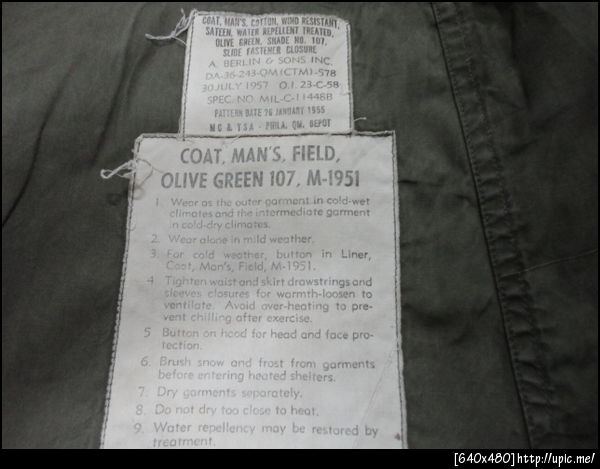 COAT, MAN'S, COTTON, WIND RESISTANT,
SATEEN, WATER REPELLENT TREATED,
OLIVE GREEN, SHADE NO. 107,
SLIDE FASTENER CLOSURE
A. BERLIN & SONS INC.
DA-36-243-QM(CTM)-578
30 JULY 1957 O.I. 23-C-58
SPEC. NO. MIL-C-11448B
PATTERN DATE 26 JANUARY 1955
MC & TSA - PHILA. QM. DEPOT
COAT, MAN'S, FIELD,
OLIVE GREEN 107, M-1951
1. Wear as the outer garment in cold-wet
climates and the intermediate garment
in cold-dry climates.
2. Wear alone in mild weather.
3. For cold weather, button in Liner,
Coat, Man's, Field, M-1951.
4. Tighten waist and skirt drawstrings and
sleeves closures for warmth-loosen to
ventilate. Avoid over-heating to pre-
vent chilling after exercise.
5. Button on hood for head and face pro-
tection.
6. Brush snow and frost from garments
before entering heated shelters.
7. Dry garments separately.
8. Do not dry too close to heat.
9. Water repellency may be restored by
treatment.
[640x480]http://upic.me/